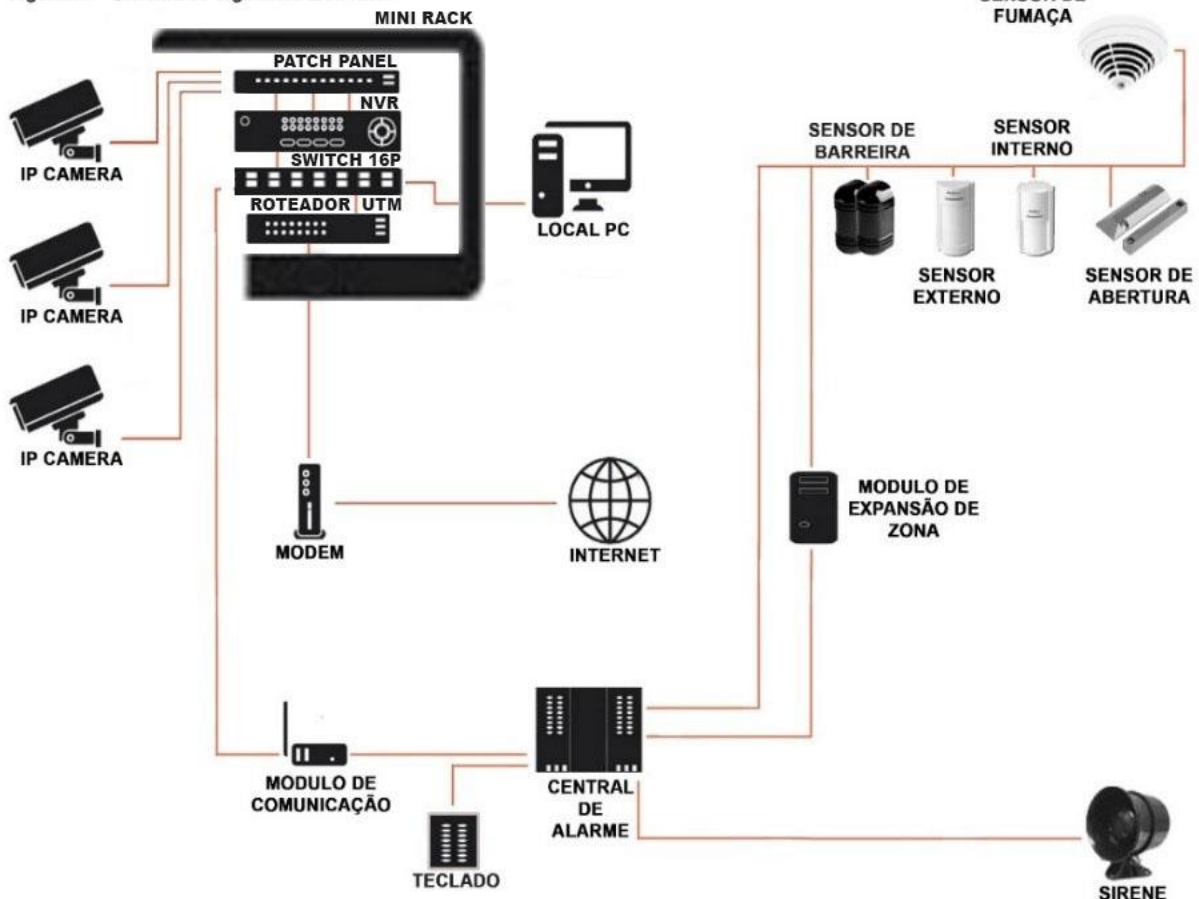 MINI RACK
FUMAÇA
PATCH PANEL
NVR
SWITCH 16P
ROTEADOR UTM
IP CAMERA
LOCAL PC
SENSOR DE
BARREIRA
SENSOR
INTERNO
SENSOR
EXTERNO
SENSOR DE
ABERTURA
IP CAMERA
IP CAMERA
MODEM
INTERNET
MODULO DE
EXPANSÃO DE
ZONA
MODULO DE
COMUNICAÇÃO
CENTRAL
DE
ALARME
TECLADO
SIRENE